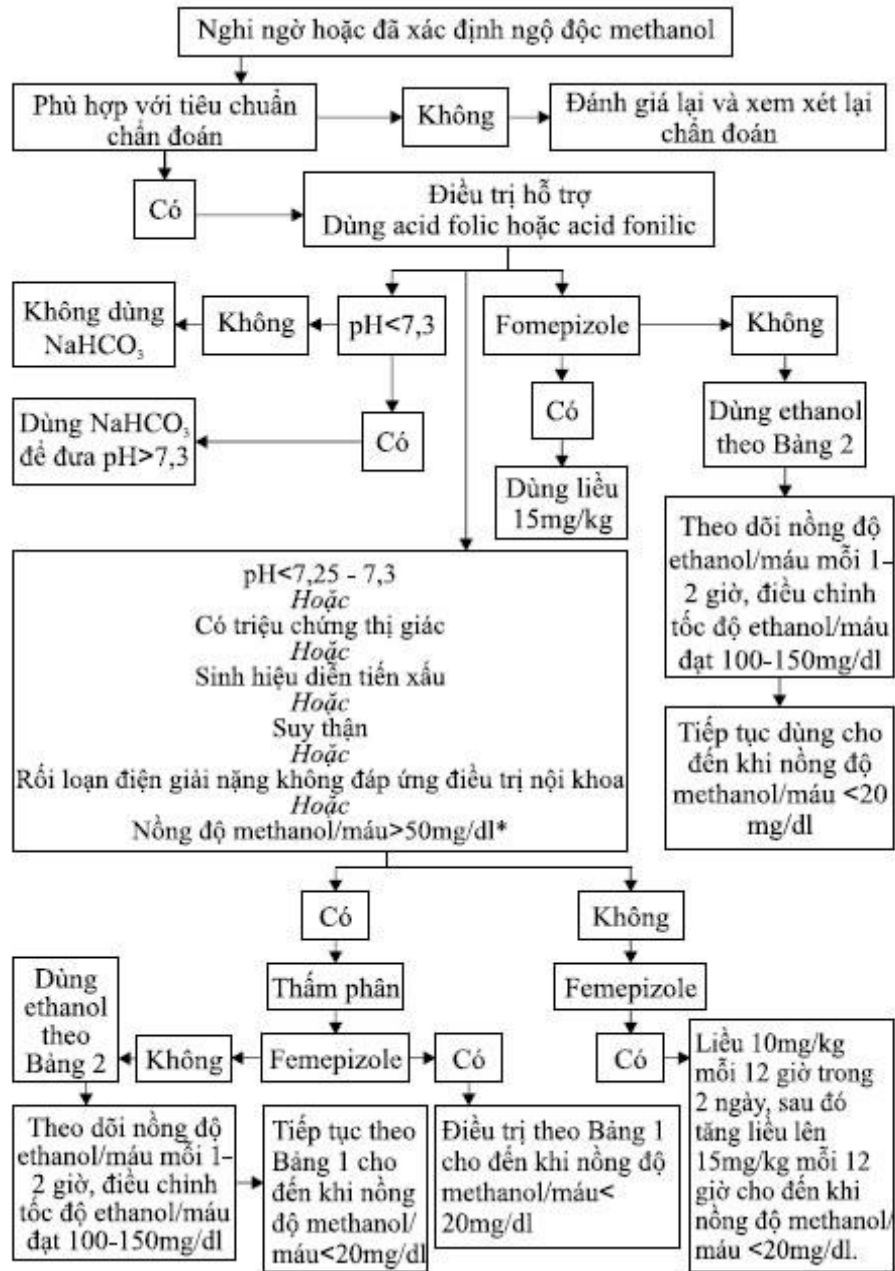 Nghi ngờ hoặc đã xác định ngộ độc methanol
Phù hợp với tiêu chuẩn
chẩn đoán
Không
Đánh giá lại và xem xét lại
chẩn đoán
Có
Điều trị hỗ trợ
Dùng acid folic hoặc acid fonilic
Không dùng
NaHCO₃
Không
pH<7,3
Fomepizole
Không
Dùng NaHCO₃
để đưa pH>7,3
Có
Có
Dùng ethanol
theo Bảng 2
Dùng liều
15mg/kg
Theo dõi nồng độ
ethanol/máu mỗi 1-
2 giờ, điều chỉnh
tốc độ ethanol/máu
đạt 100-150mg/dl
pH<7,25 - 7,3
Hoặc
Có triệu chứng thị giác
Hoặc
Sinh hiệu diễn tiến xấu
Hoặc
Suy thận
Hoặc
Rối loạn điện giải nặng không đáp ứng điều trị nội khoa
Hoặc
Nồng độ methanol/máu>50mg/dl*
Tiếp tục dùng cho
đến khi nồng độ
methanol/máu <20
mg/dl
Có
Không
Thẩm phân
Femepizole
Dùng
ethanol
theo
Bảng 2
Không
Femepizole
Có
Có
Liều 10mg/kg
mỗi 12 giờ trong
2 ngày, sau đó
tăng liều lên
15mg/kg mỗi 12
giờ cho đến khi
nồng độ methanol/
máu <20mg/dl.
Theo dõi nồng độ
ethanol/máu mỗi 1-
2 giờ, điều chỉnh
tốc độ ethanol/máu
đạt 100-150mg/dl
Tiếp tục theo
Bảng 1 cho
đến khi nồng
độ methanol/
máu<20mg/dl
Điều trị theo Bảng 1
cho đến khi nồng độ
methanol/máu<
20mg/dl